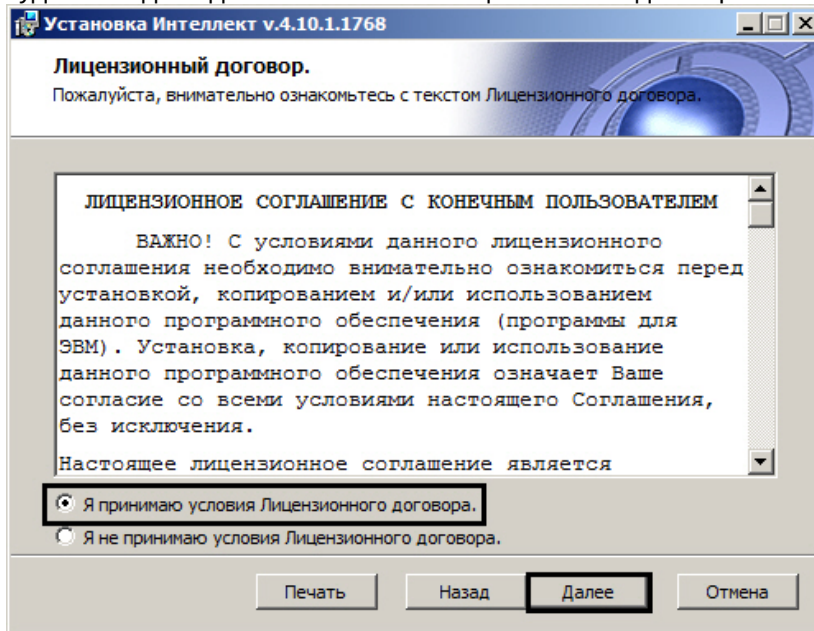 Установка Интеллект v.4.10.1.1768
Лицензионный договор.
Пожалуйста, внимательно ознакомьтесь с текстом Лицензионного договора.
ЛИЦЕНЗИОННОЕ СОГЛАШЕНИЕ С КОНЕЧНЫМ ПОЛЬЗОВАТЕЛЕМ
ВАЖНО! С условиями данного лицензионного
соглашения необходимо внимательно ознакомиться перед
установкой, копированием и/или использованием
данного программного обеспечения (программы для
ЭВМ). Установка, копирование или использование
данного программного обеспечения означает Ваше
согласие со всеми условиями настоящего Соглашения,
без исключения.
Настоящее лицензионное соглашение является
Я принимаю условия Лицензионного договора.
Я не принимаю условия Лицензионного договора.
Печать Назад Далее Отмена